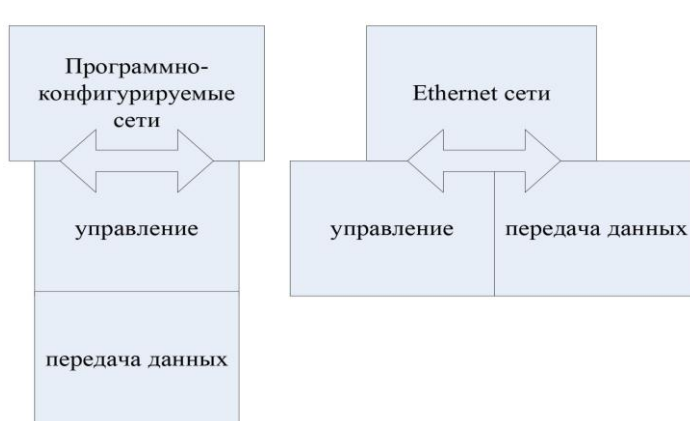 Программно-
конфигурируемые
сети
управление
передача данных
Ethernet сети
управление
передача данных